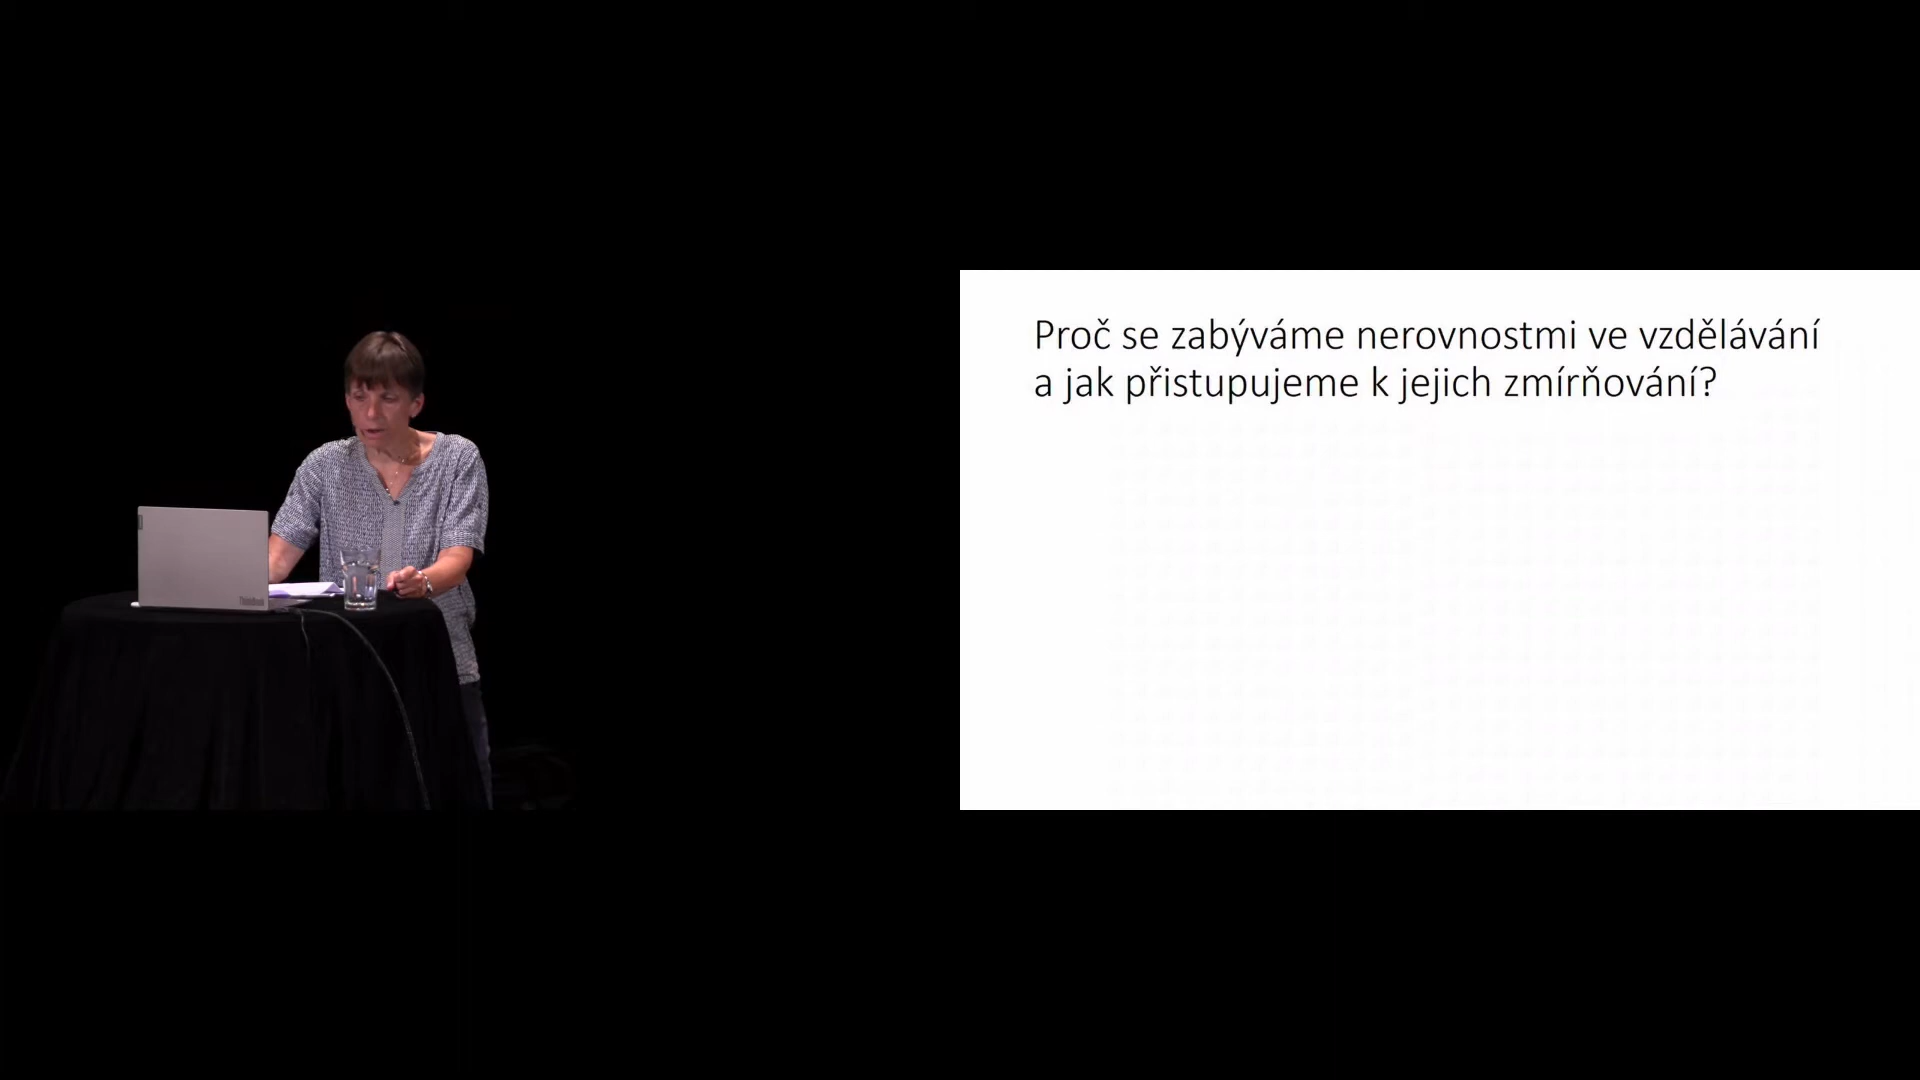 Proč se zabýváme nerovnostmi ve vzdělávání
a jak přistupujeme k jejich zmírňování?